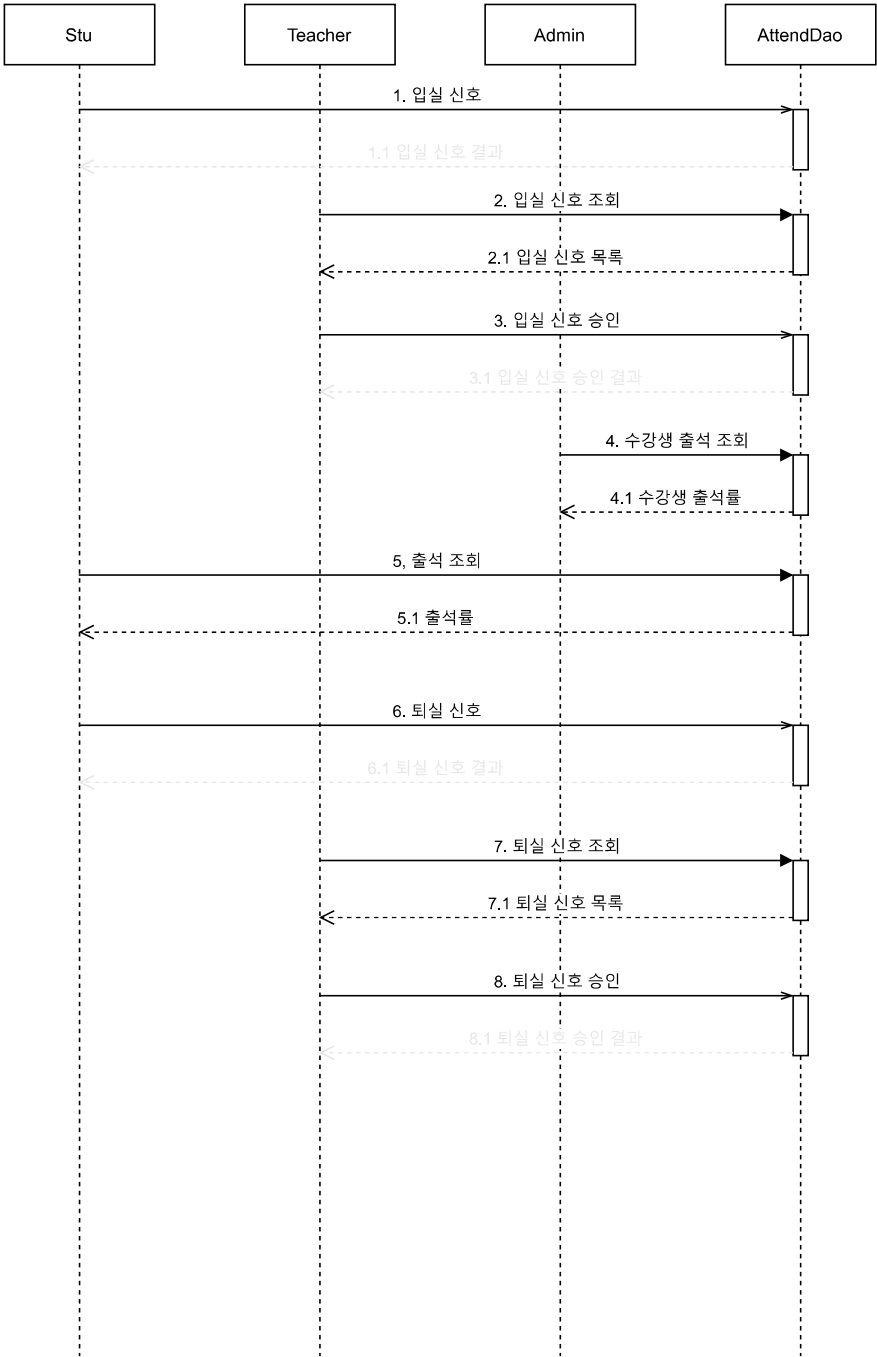 Stu
Teacher
Admin
AttendDao
1. 입실 신호
1.1 입실 신호 결과
2. 입실 신호 조회
2.1 입실 신호 목록
3. 입실 신호 승인
3.1 입실 신호 승인 결과
4. 수강생 출석 조회
4.1 수강생 출석률
5, 출석 조회
5.1 출석률
6. 퇴실 신호
6.1 퇴실 신호 결과
7. 퇴실 신호 조회
7.1 퇴실 신호 목록
8. 퇴실 신호 승인
8.1 퇴실 신호 승인 결과